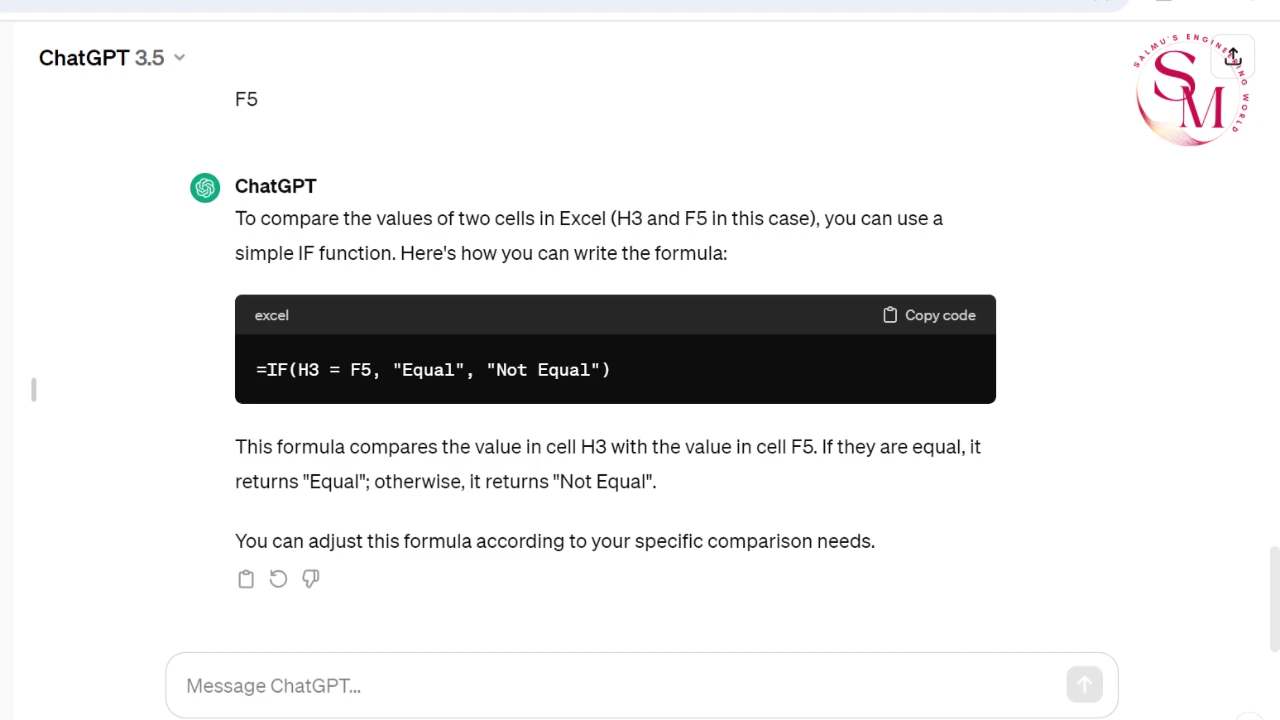 ChatGPT 3.5
SALMU'S ENGINEERING WORLD
SM
F5
ChatGPT
To compare the values of two cells in Excel (H3 and F5 in this case), you can use a
simple IF function. Here's how you can write the formula:
excel
Copy code
=IF(H3 = F5, "Equal", "Not Equal")
This formula compares the value in cell H3 with the value in cell F5. If they are equal, it
returns "Equal"; otherwise, it returns "Not Equal".
You can adjust this formula according to your specific comparison needs.
Message ChatGPT...